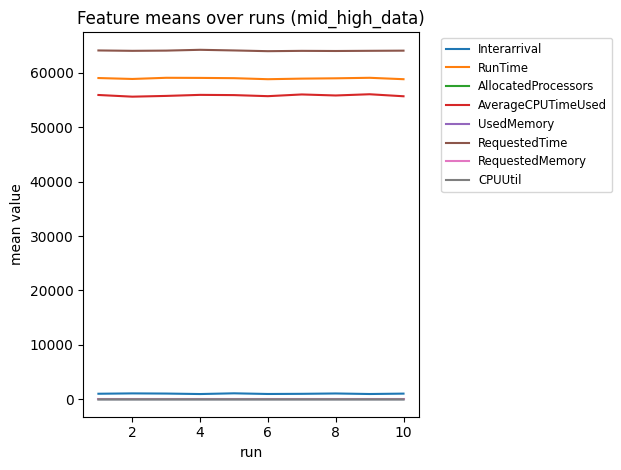 Feature means over runs (mid_high_data)
mean value
60000
50000
40000
30000
20000
10000
0
2
4
6
8
10
run
Interarrival
RunTime
AllocatedProcessors
AverageCPUTimeUsed
UsedMemory
RequestedTime
RequestedMemory
CPUUtil